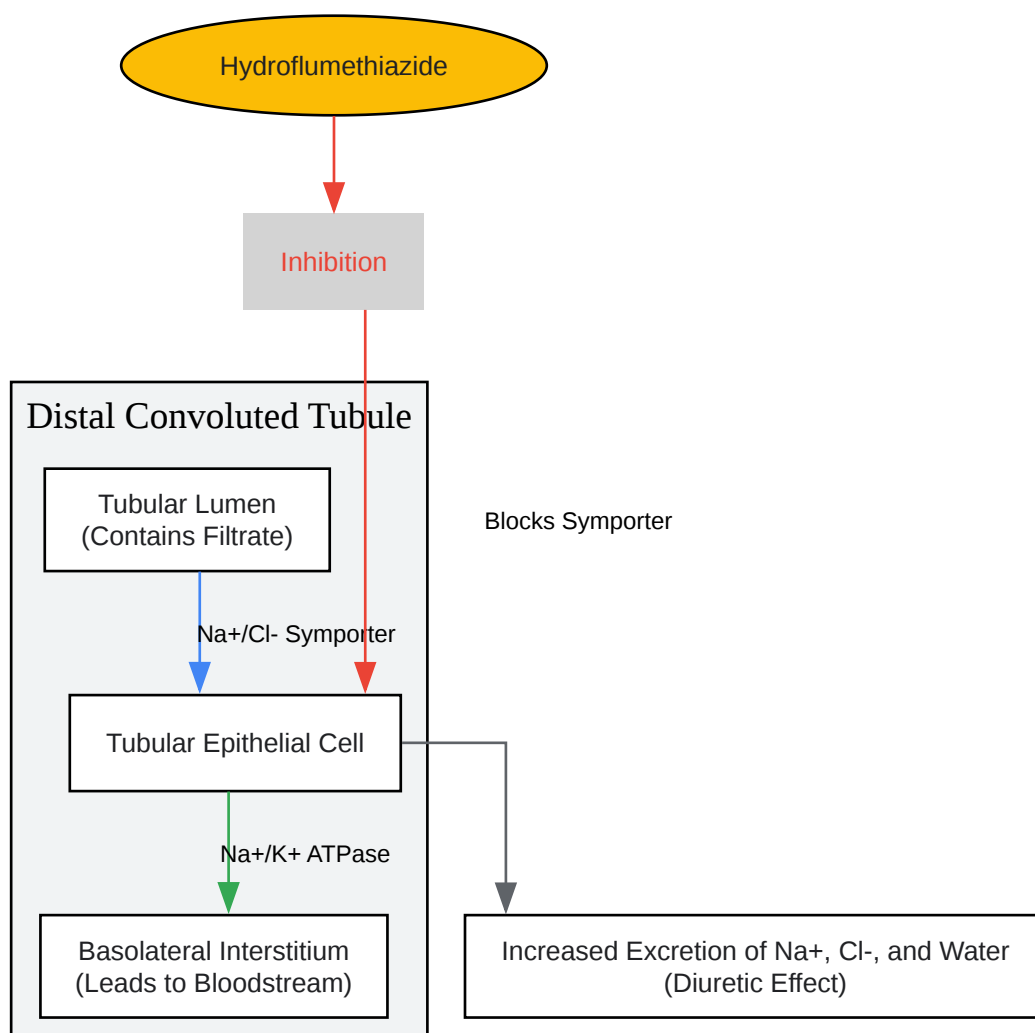 Hydroflumethiazide
Inhibition
Distal Convoluted Tubule
Tubular Lumen
(Contains Filtrate)
Blocks Symporter
Na+/Cl- Symporter
Tubular Epithelial Cell
Na+/K+ ATPase
Basolateral Interstitium
(Leads to Bloodstream)
Increased Excretion of Na+, Cl-, and Water
(Diuretic Effect)